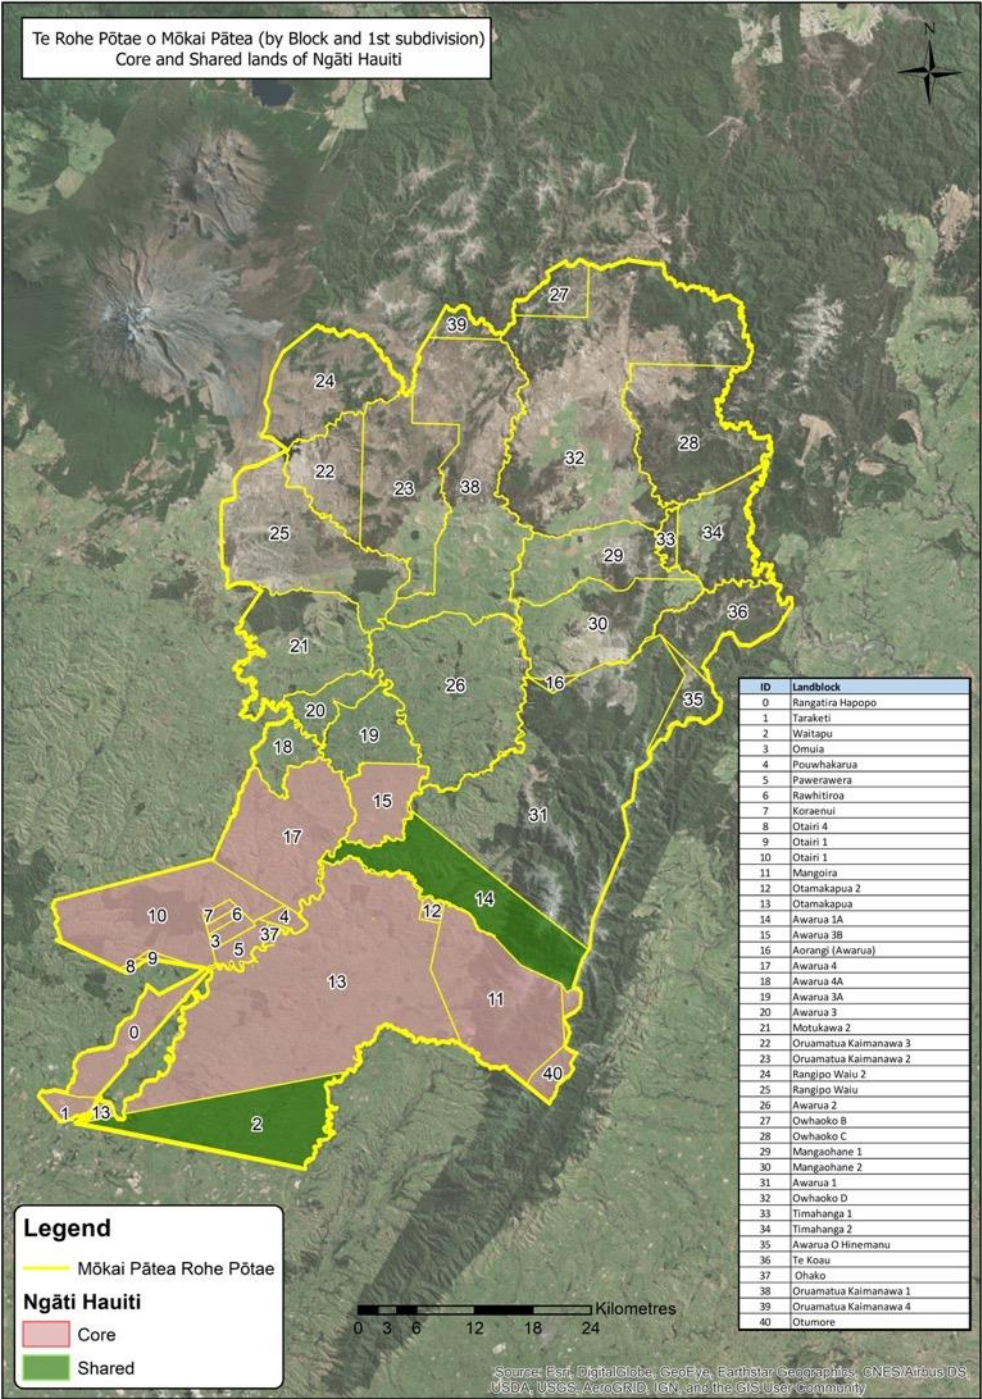 Te Rohe Pōtae o Mōkai Pātea (by Block and 1st subdivision)
Core and Shared lands of Ngāti Hauiti
N
27
39
24
28
32
22
23
38
25
33
34
29
36
30
21
16
26
35
20
19
18
15
31
17
14
10
7
6
4
12
37
3
5
9
8
13
11
0
40
1
13
2
ID Landblock
0 Rangatira Hapopo
1 Taraketi
2 Waitapu
3 Omuia
4 Pouwhakarua
5 Pawerawera
6 Rawhitiroa
7 Koraenui
8 Otairi 4
9 Otairi 1
10 Otairi 1
11 Mangoira
12 Otamakapua 2
13 Otamakapua
14 Awarua 1A
15 Awarua 3B
16 Aorangi (Awarua)
17 Awarua 4
18 Awarua 4A
19 Awarua 3A
20 Awarua 3
21 Motukawa 2
22 Oruamatua Kaimanawa 3
23 Oruamatua Kaimanawa 2
24 Rangipo Waiu 2
25 Rangipo Waiu
26 Awarua 2
27 Owhaoko B
28 Owhaoko C
29 Mangaohane 1
30 Mangaohane 2
31 Awarua 1
32 Owhaoko D
33 Timahanga 1
34 Timahanga 2
35 Awarua O Hinemanu
36 Te Koau
37 Ohako
38 Oruamatua Kaimanawa 1
39 Oruamatua Kaimanawa 4
40 Otumore
Legend
Mōkai Pātea Rohe Pōtae
Ngāti Hauiti
Core
Shared
Kilometres
0 3 6 12 18 24
Source: Esri, DigitalGlobe, GeoEye, Earthstar Geographics, CNES/Airbus DS,
USDA, USGS, AeroGRID, IGN, and the GIS User Community